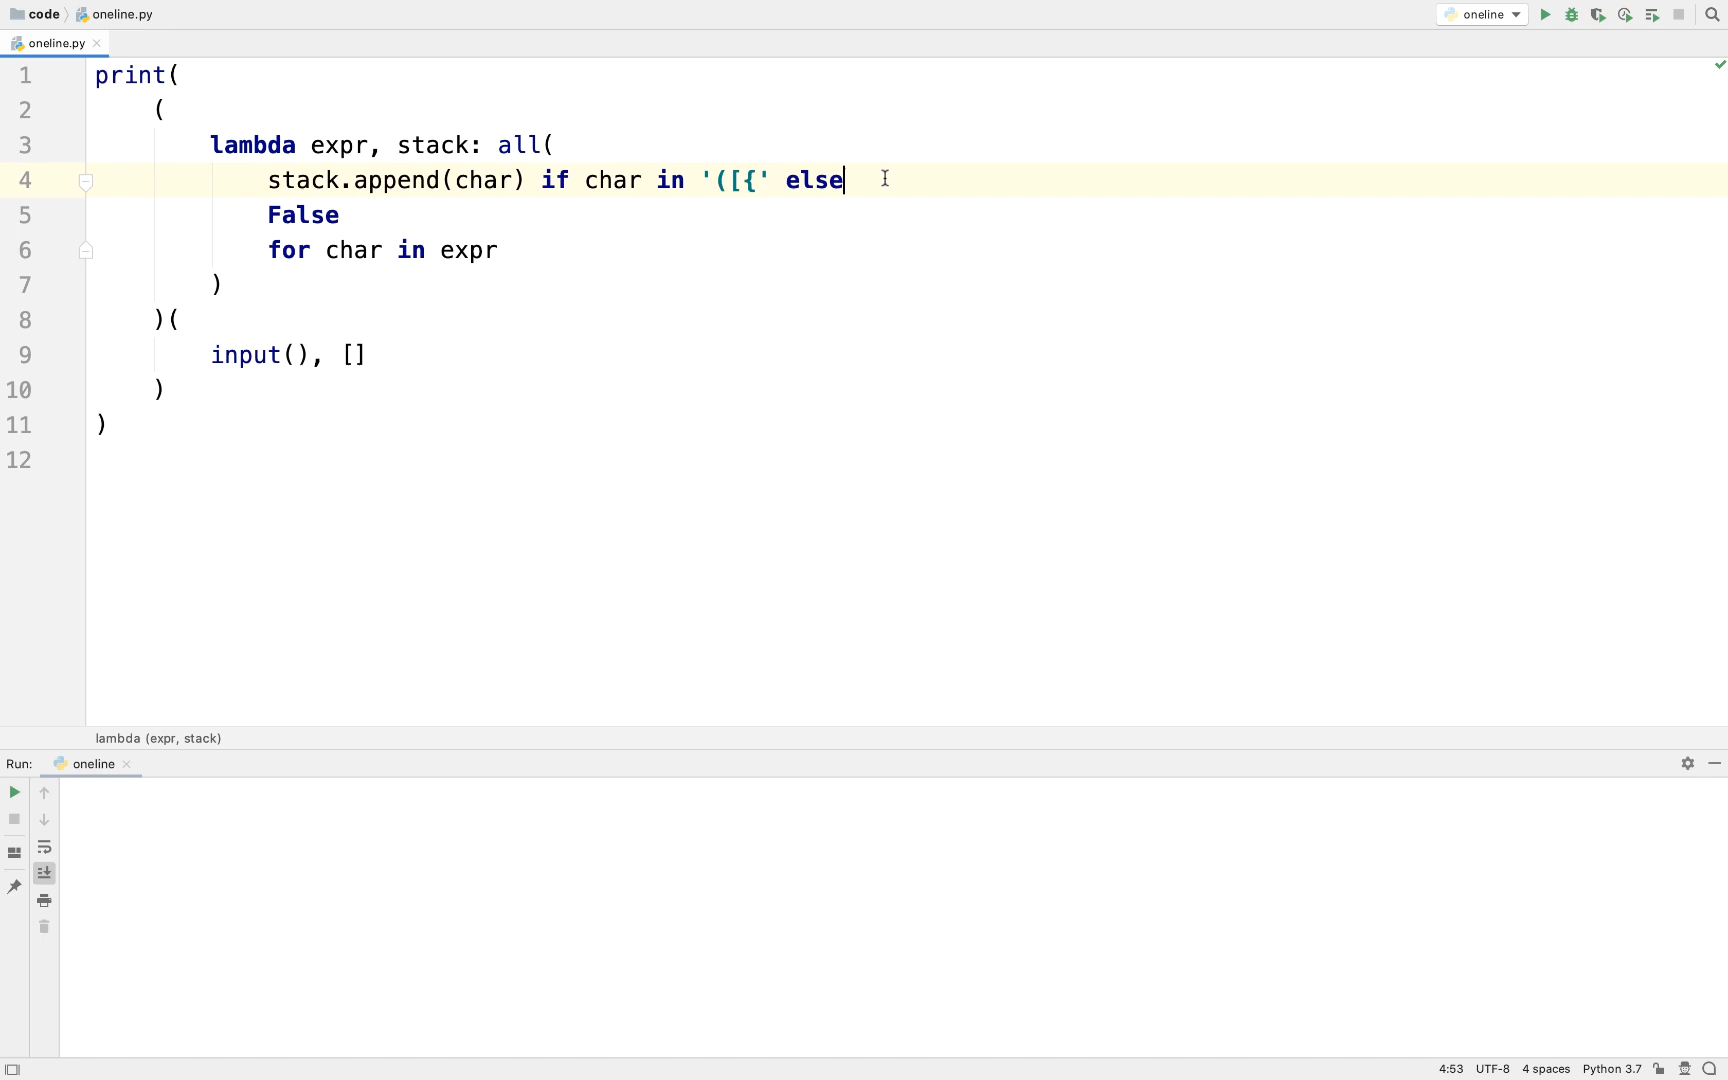 code oneline.py oneline
oneline.py
1 print(
2 (
3 lambda expr, stack: all(
4 stack.append(char) if char in '([{' else
5 False
6 for char in expr
7 )
8 )(
9 input(), []
10 )
11 )
12
lambda (expr, stack)
Run: oneline
4:53 UTF-8 4 spaces Python 3.7